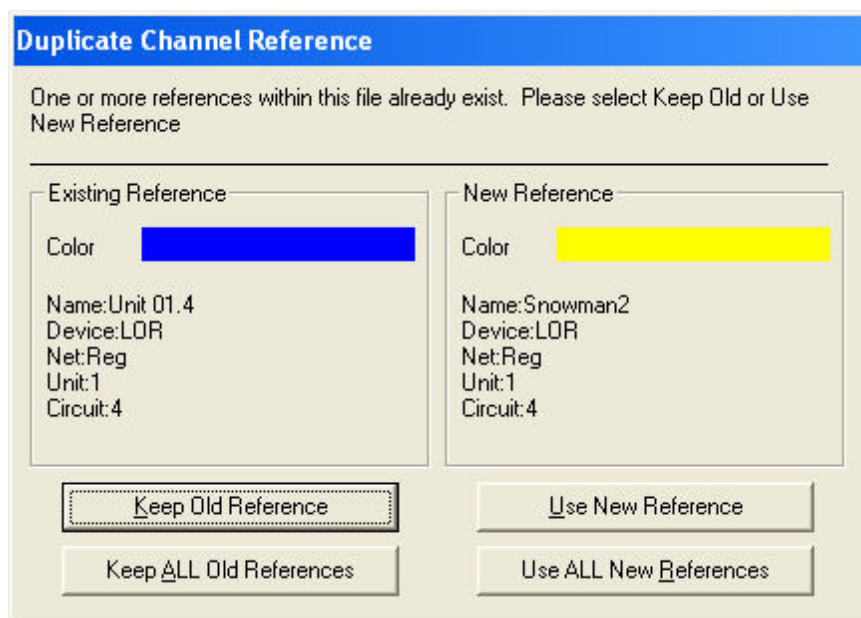 Duplicate Channel Reference
One or more references within this file already exist.  Please select Keep Old or Use
New Reference
Existing Reference
Color
Name:Unit 01.4
Device:LOR
Net:Reg
Unit:1
Circuit:4
New Reference
Color
Name:Snowman2
Device:LOR
Net:Reg
Unit:1
Circuit:4
Keep Old Reference
Use New Reference
Keep ALL Old References
Use ALL New References